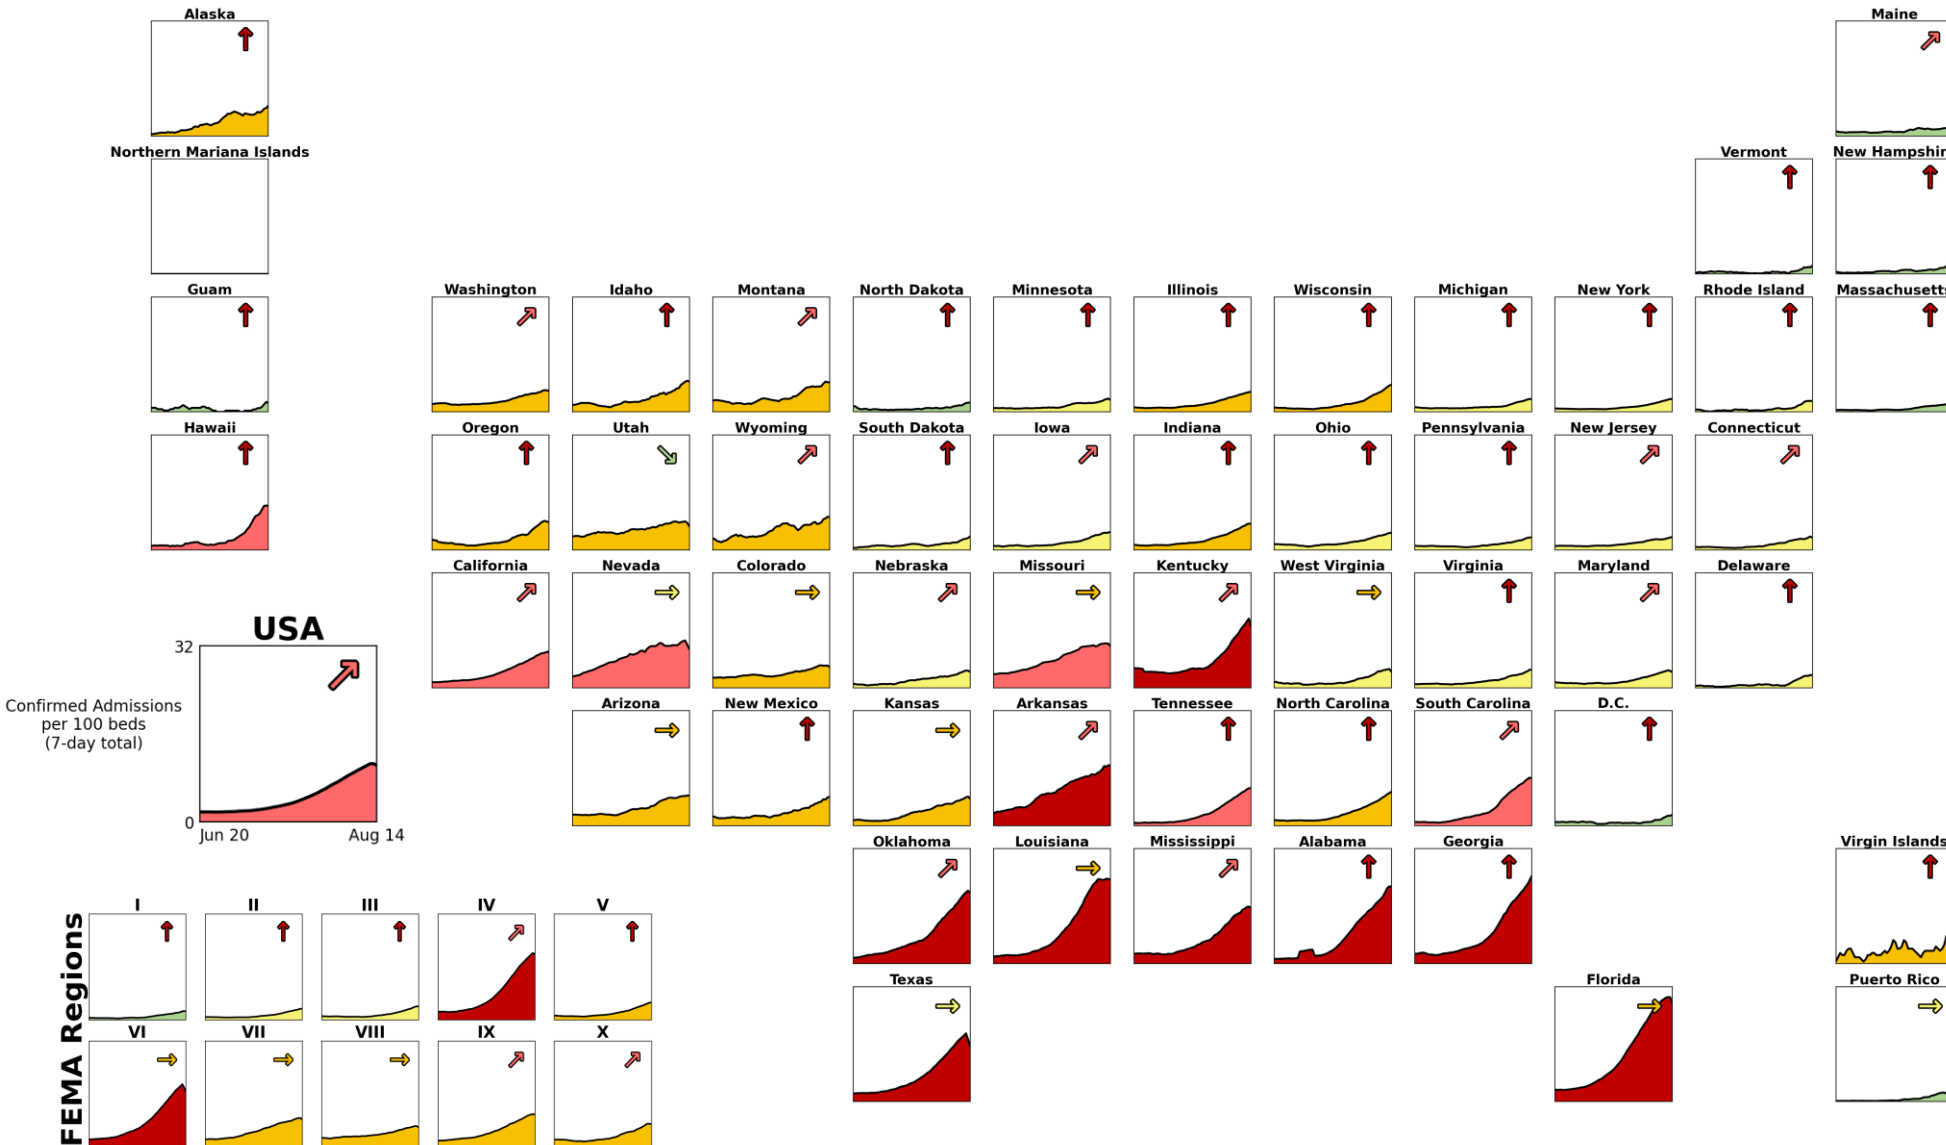 Alaska
Maine
Northern Mariana Islands
Vermont
New Hampshir
Guam
Washington
Idaho
Montana
North Dakota
Minnesota
Illinois
Wisconsin
Michigan
New York
Rhode Island
Massachusetts
Hawaii
Oregon
Utah
Wyoming
South Dakota
Iowa
Indiana
Ohio
Pennsylvania
New Jersey
Connecticut
California
Nevada
Colorado
Nebraska
Missouri
Kentucky
West Virginia
Virginia
Maryland
Delaware
USA
32
Confirmed Admissions
per 100 beds
(7-day total)
0
Jun 20
Aug 14
Arizona
New Mexico
Kansas
Arkansas
Tennessee
North Carolina
South Carolina
D.C.
Oklahoma
Louisiana
Mississippi
Alabama
Georgia
Virgin Islands
Texas
Florida
Puerto Rico
FEMA Regions
I
II
III
IV
V
VI
VII
VIII
IX
X